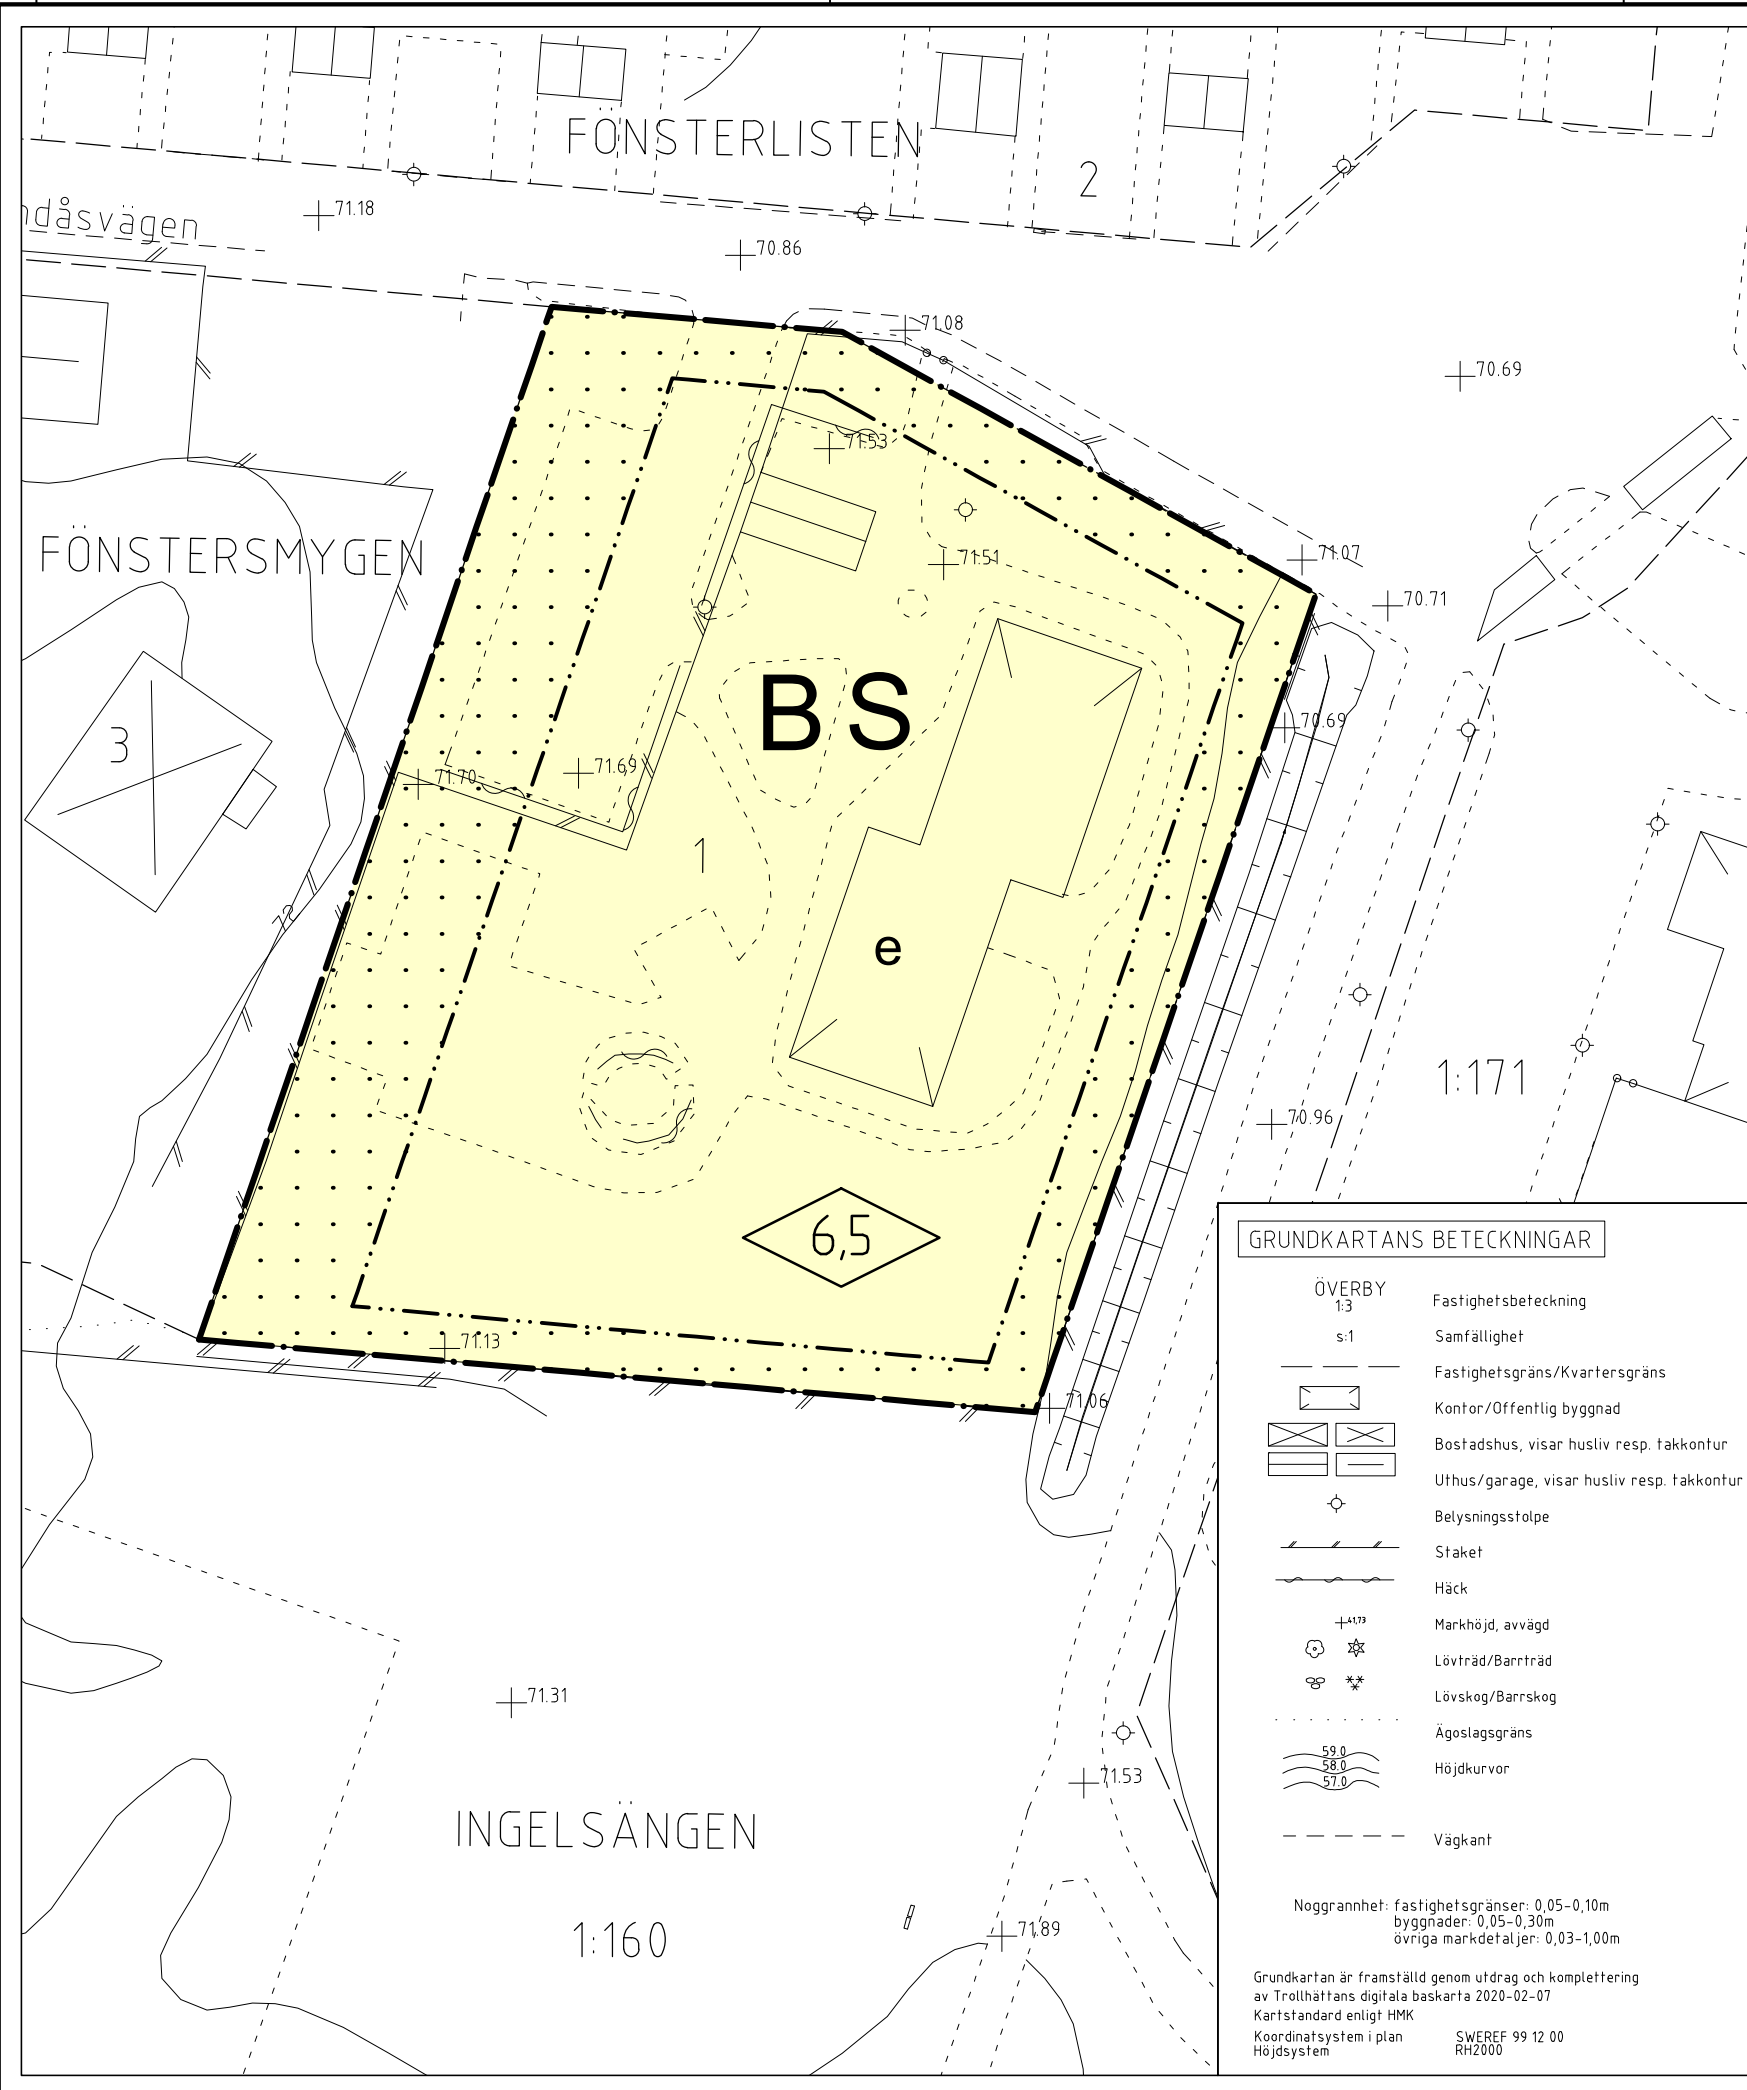 FÖNSTERLISTEN
2
71.18
70.86
71.08
70.69
71.53
FÖNSTERSMYGEN
71.51
71.07
70.71
BS
70.69
3
71.70
71.69
1
72
e
1:171
70.96
6,5
71.13
71.06
71.31
71.53
INGELSÄNGEN
1:160
71.89
GRUNDKARTANS BETECKNINGAR
ÖVERBY
1:3
Fastighetsbeteckning
s:1
Samfällighet
Fastighetsgräns/Kvartersgräns
Kontor/Offentlig byggnad
Bostadshus, visar husliv resp. takkontur
Uthus/garage, visar husliv resp. takkontur
Belysningsstolpe
Staket
Häck
41,73
Markhöjd, avvägd
Lövträd/Barrträd
Lövskog/Barrskog
Ägoslagsgräns
59.0
58.0
57.0
Höjdkurvor
Vägkant
Noggrannhet: fastighetsgränser: 0,05-0,10m
byggnader: 0,05-0,30m
övriga markdetaljer: 0,03-1,00m
Grundkartan är framställd genom utdrag och komplettering
av Trollhättans digitala baskarta 2020-02-07
Kartstandard enligt HMK
Koordinatsystem i plan SWEREF 99 12 00
Höjdsystem RH2000